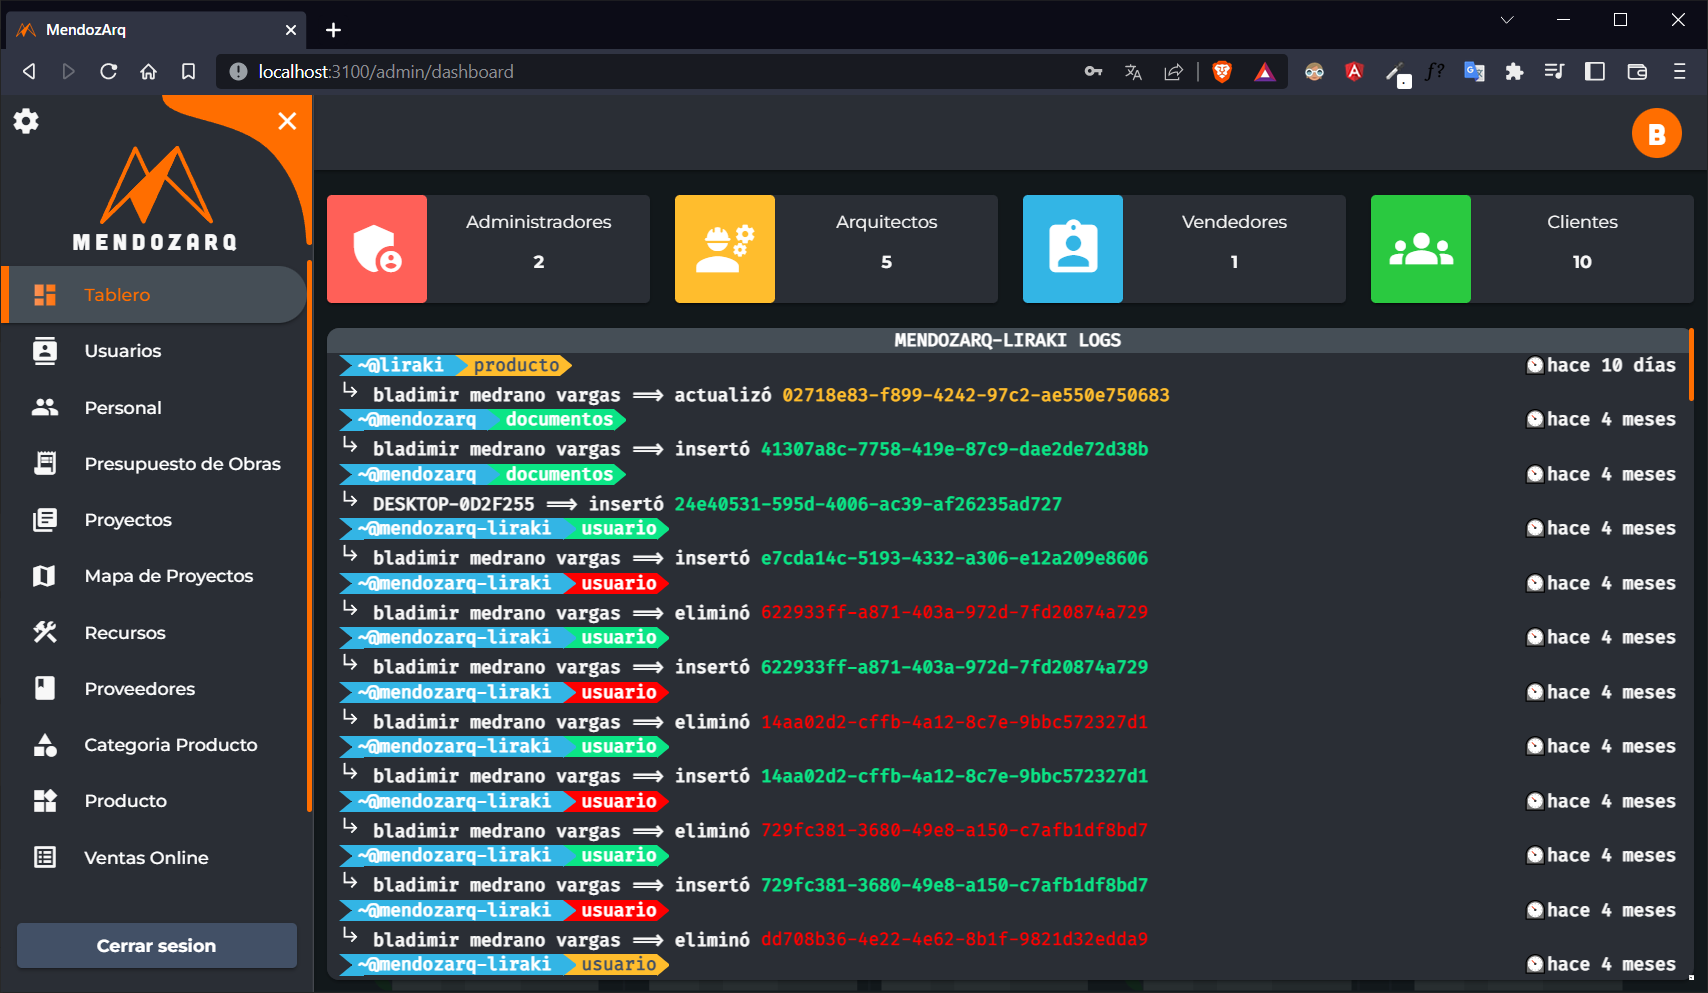 MendozArq
localhost:3100/admin/dashboard
f?
B
MENDOZARQ
Tablero
Usuarios
Personal
Presupuesto de Obras
Proyectos
Mapa de Proyectos
Recursos
Proveedores
Categoria Producto
Producto
Ventas Online
Cerrar sesion
Administradores
2
Arquitectos
5
Vendedores
1
Clientes
10
MENDOZARQ-LIRAKI LOGS
~@liraki producto hace 10 días
bladimir medrano vargas ⟹ actualizó 02718e83-f899-4242-97c2-ae550e750683
~@mendozarq documentos hace 4 meses
bladimir medrano vargas ⟹ insertó 41307a8c-7758-419e-87c9-dae2de72d38b
~@mendozarq documentos hace 4 meses
DESKTOP-0D2F255 ⟹ insertó 24e40531-595d-4006-ac39-af26235ad727
~@mendozarq-liraki usuario hace 4 meses
bladimir medrano vargas ⟹ insertó e7cda14c-5193-4332-a306-e12a209e8606
~@mendozarq-liraki usuario hace 4 meses
bladimir medrano vargas ⟹ eliminó 622933ff-a871-403a-972d-7fd20874a729
~@mendozarq-liraki usuario hace 4 meses
bladimir medrano vargas ⟹ insertó 622933ff-a871-403a-972d-7fd20874a729
~@mendozarq-liraki usuario hace 4 meses
bladimir medrano vargas ⟹ eliminó 14aa02d2-cffb-4a12-8c7e-9bbc572327d1
~@mendozarq-liraki usuario hace 4 meses
bladimir medrano vargas ⟹ insertó 14aa02d2-cffb-4a12-8c7e-9bbc572327d1
~@mendozarq-liraki usuario hace 4 meses
bladimir medrano vargas ⟹ eliminó 729fc381-3680-49e8-a150-c7afb1df8bd7
~@mendozarq-liraki usuario hace 4 meses
bladimir medrano vargas ⟹ insertó 729fc381-3680-49e8-a150-c7afb1df8bd7
~@mendozarq-liraki usuario hace 4 meses
bladimir medrano vargas ⟹ eliminó dd708b36-4e22-4e62-8b1f-9821d32edda9
~@mendozarq-liraki usuario hace 4 meses